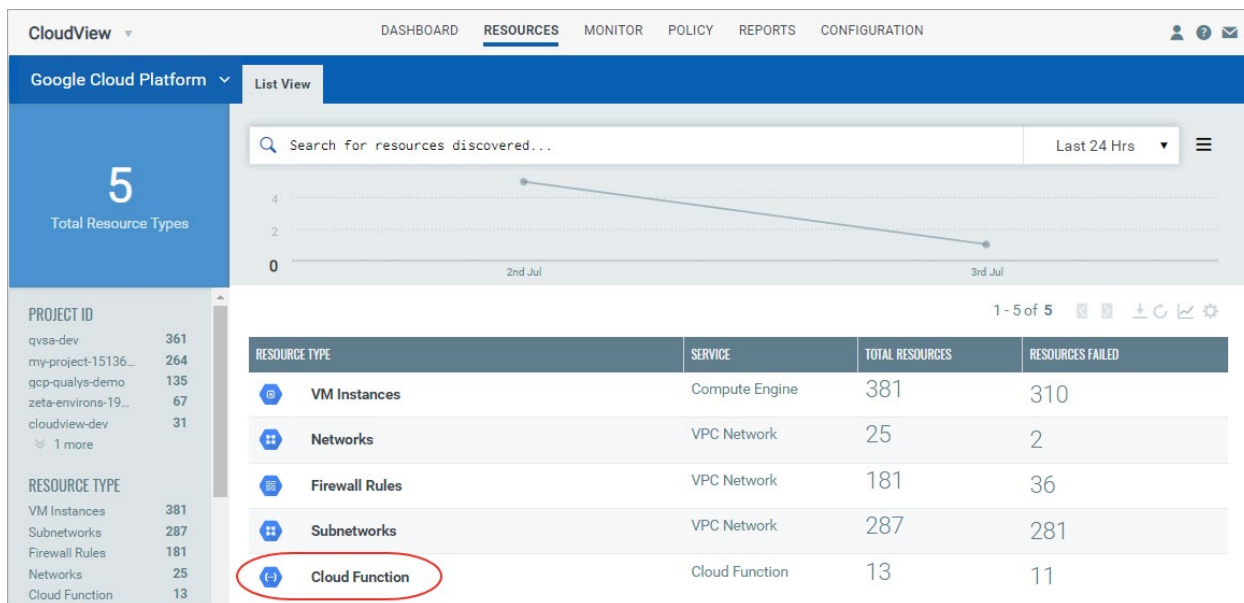 CloudView
DASHBOARD RESOURCES MONITOR POLICY REPORTS CONFIGURATION
Google Cloud Platform
List View
5
Total Resource Types
Search for resources discovered...
Last 24 Hrs
4
2
0
2nd Jul
3rd Jul
PROJECT ID
qvsa-dev 361
my-project-15136... 264
gcp-qualys-demo 135
zeta-environs-19... 67
cloudview-dev 31
1 more
RESOURCE TYPE
VM Instances 381
Subnetworks 287
Firewall Rules 181
Networks 25
Cloud Function 13
1 - 5 of 5
RESOURCE TYPE SERVICE TOTAL RESOURCES RESOURCES FAILED
VM Instances Compute Engine 381 310
Networks VPC Network 25 2
Firewall Rules VPC Network 181 36
Subnetworks VPC Network 287 281
Cloud Function Cloud Function 13 11